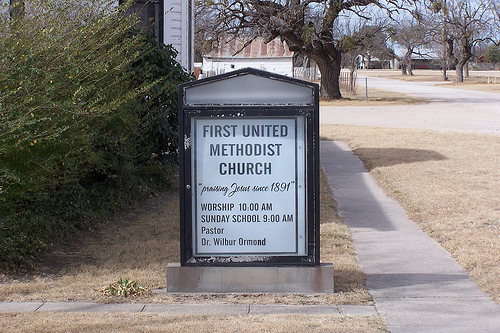 FIRST UNITED
METHODIST
CHURCH
"praising Jesus since 1891"
WORSHIP 10:00 AM
SUNDAY SCHOOL 9:00 AM
Pastor
Dr. Wilbur Ormond